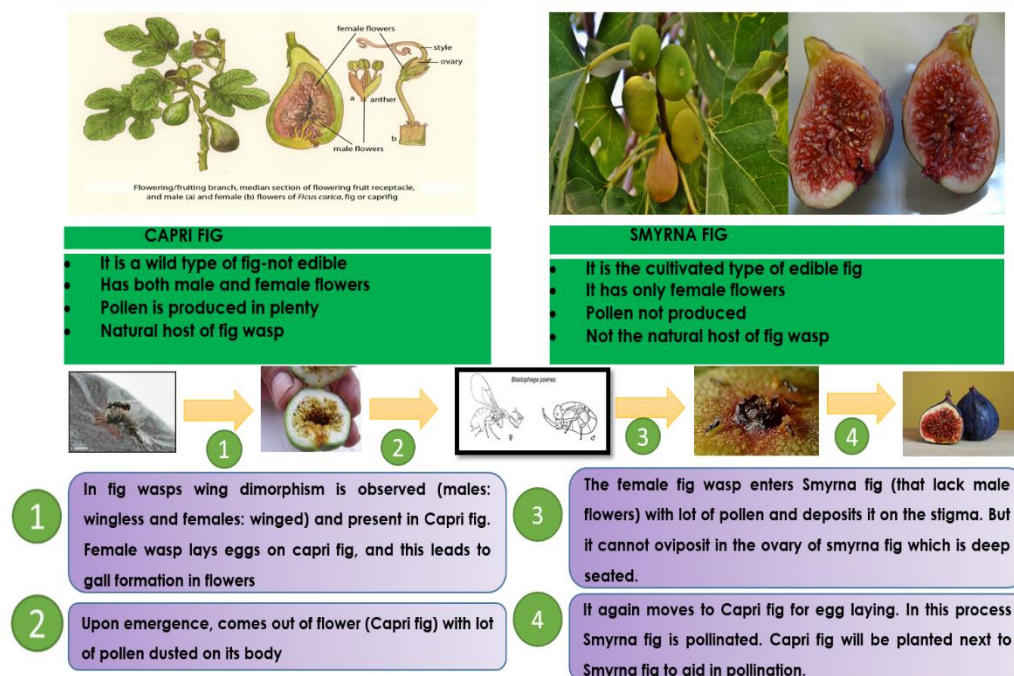 female flowers
style
ovary
a
anther
b
male flowers
Flowering/fruiting branch, median section of flowering fruit receptacle,
and male (a) and female (b) flowers of Ficus carica, fig or caprifig
CAPRI FIG
• It is a wild type of fig-not edible
• Has both male and female flowers
• Pollen is produced in plenty
• Natural host of fig wasp
SMYRNA FIG
• It is the cultivated type of edible fig
• It has only female flowers
• Pollen not produced
• Not the natural host of fig wasp
1
2
Blastophaga psenes
♀
♂
3
4
1
In fig wasps wing dimorphism is observed (males:
wingless and females: winged) and present in Capri fig.
Female wasp lays eggs on capri fig, and this leads to
gall formation in flowers
2
Upon emergence, comes out of flower (Capri fig) with lot
of pollen dusted on its body
3
The female fig wasp enters Smyrna fig (that lack male
flowers) with lot of pollen and deposits it on the stigma. But
it cannot oviposit in the ovary of smyrna fig which is deep
seated.
4
It again moves to Capri fig for egg laying. In this process
Smyrna fig is pollinated. Capri fig will be planted next to
Smyrna fig to aid in pollination.